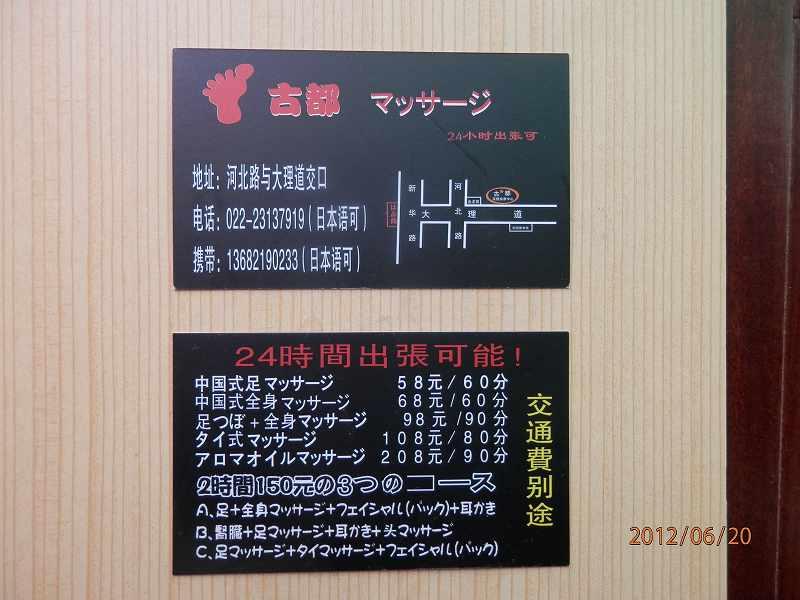 古都 マッサージ
24小时出張可
地址: 河北路与大理道交口
电话: 022-23137919(日本语可)
携带: 13682190233(日本语可)
新华路
河北路
大理道
古都
24時間出張可能!
中国式足マッサージ 58元/60分
中国式全身マッサージ 68元/60分
足つぼ+全身マッサージ 98元/90分
タイ式マッサージ 108元/80分
アロマオイルマッサージ 208元/90分
交通費別途
2時間150元の3つのコース
A、足+全身マッサージ+フェイシャル(パック)+耳かき
B、腎臓+足マッサージ+耳かき+头マッサージ
C、足マッサージ+タイマッサージ+フェイシャル(パック)
2012/06/20